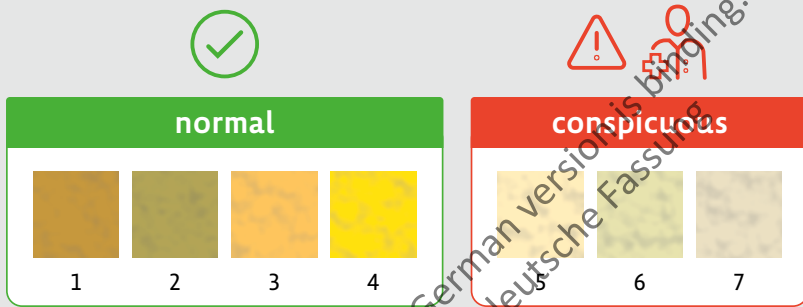 normal
conspicuous
1 2 3 4 5 6 7
German version is binding.
deutsche Fassung